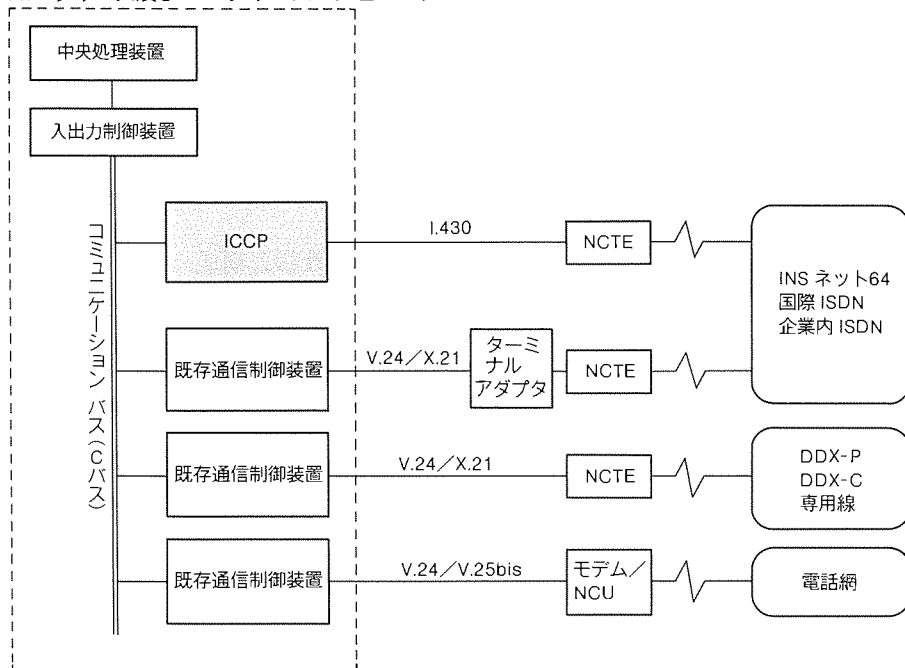 中央処理装置
入出力制御装置
コミュニケーション バス(Cバス)
ICCP
I.430
NCTE
INS ネット64
国際 ISDN
企業内 ISDN
既存通信制御装置
V.24/X.21
ターミ
ナル
アダプタ
NCTE
既存通信制御装置
V.24/X.21
NCTE
DDX-P
DDX-C
専用線
既存通信制御装置
V.24/V.25bis
モデム/
NCU
電話網